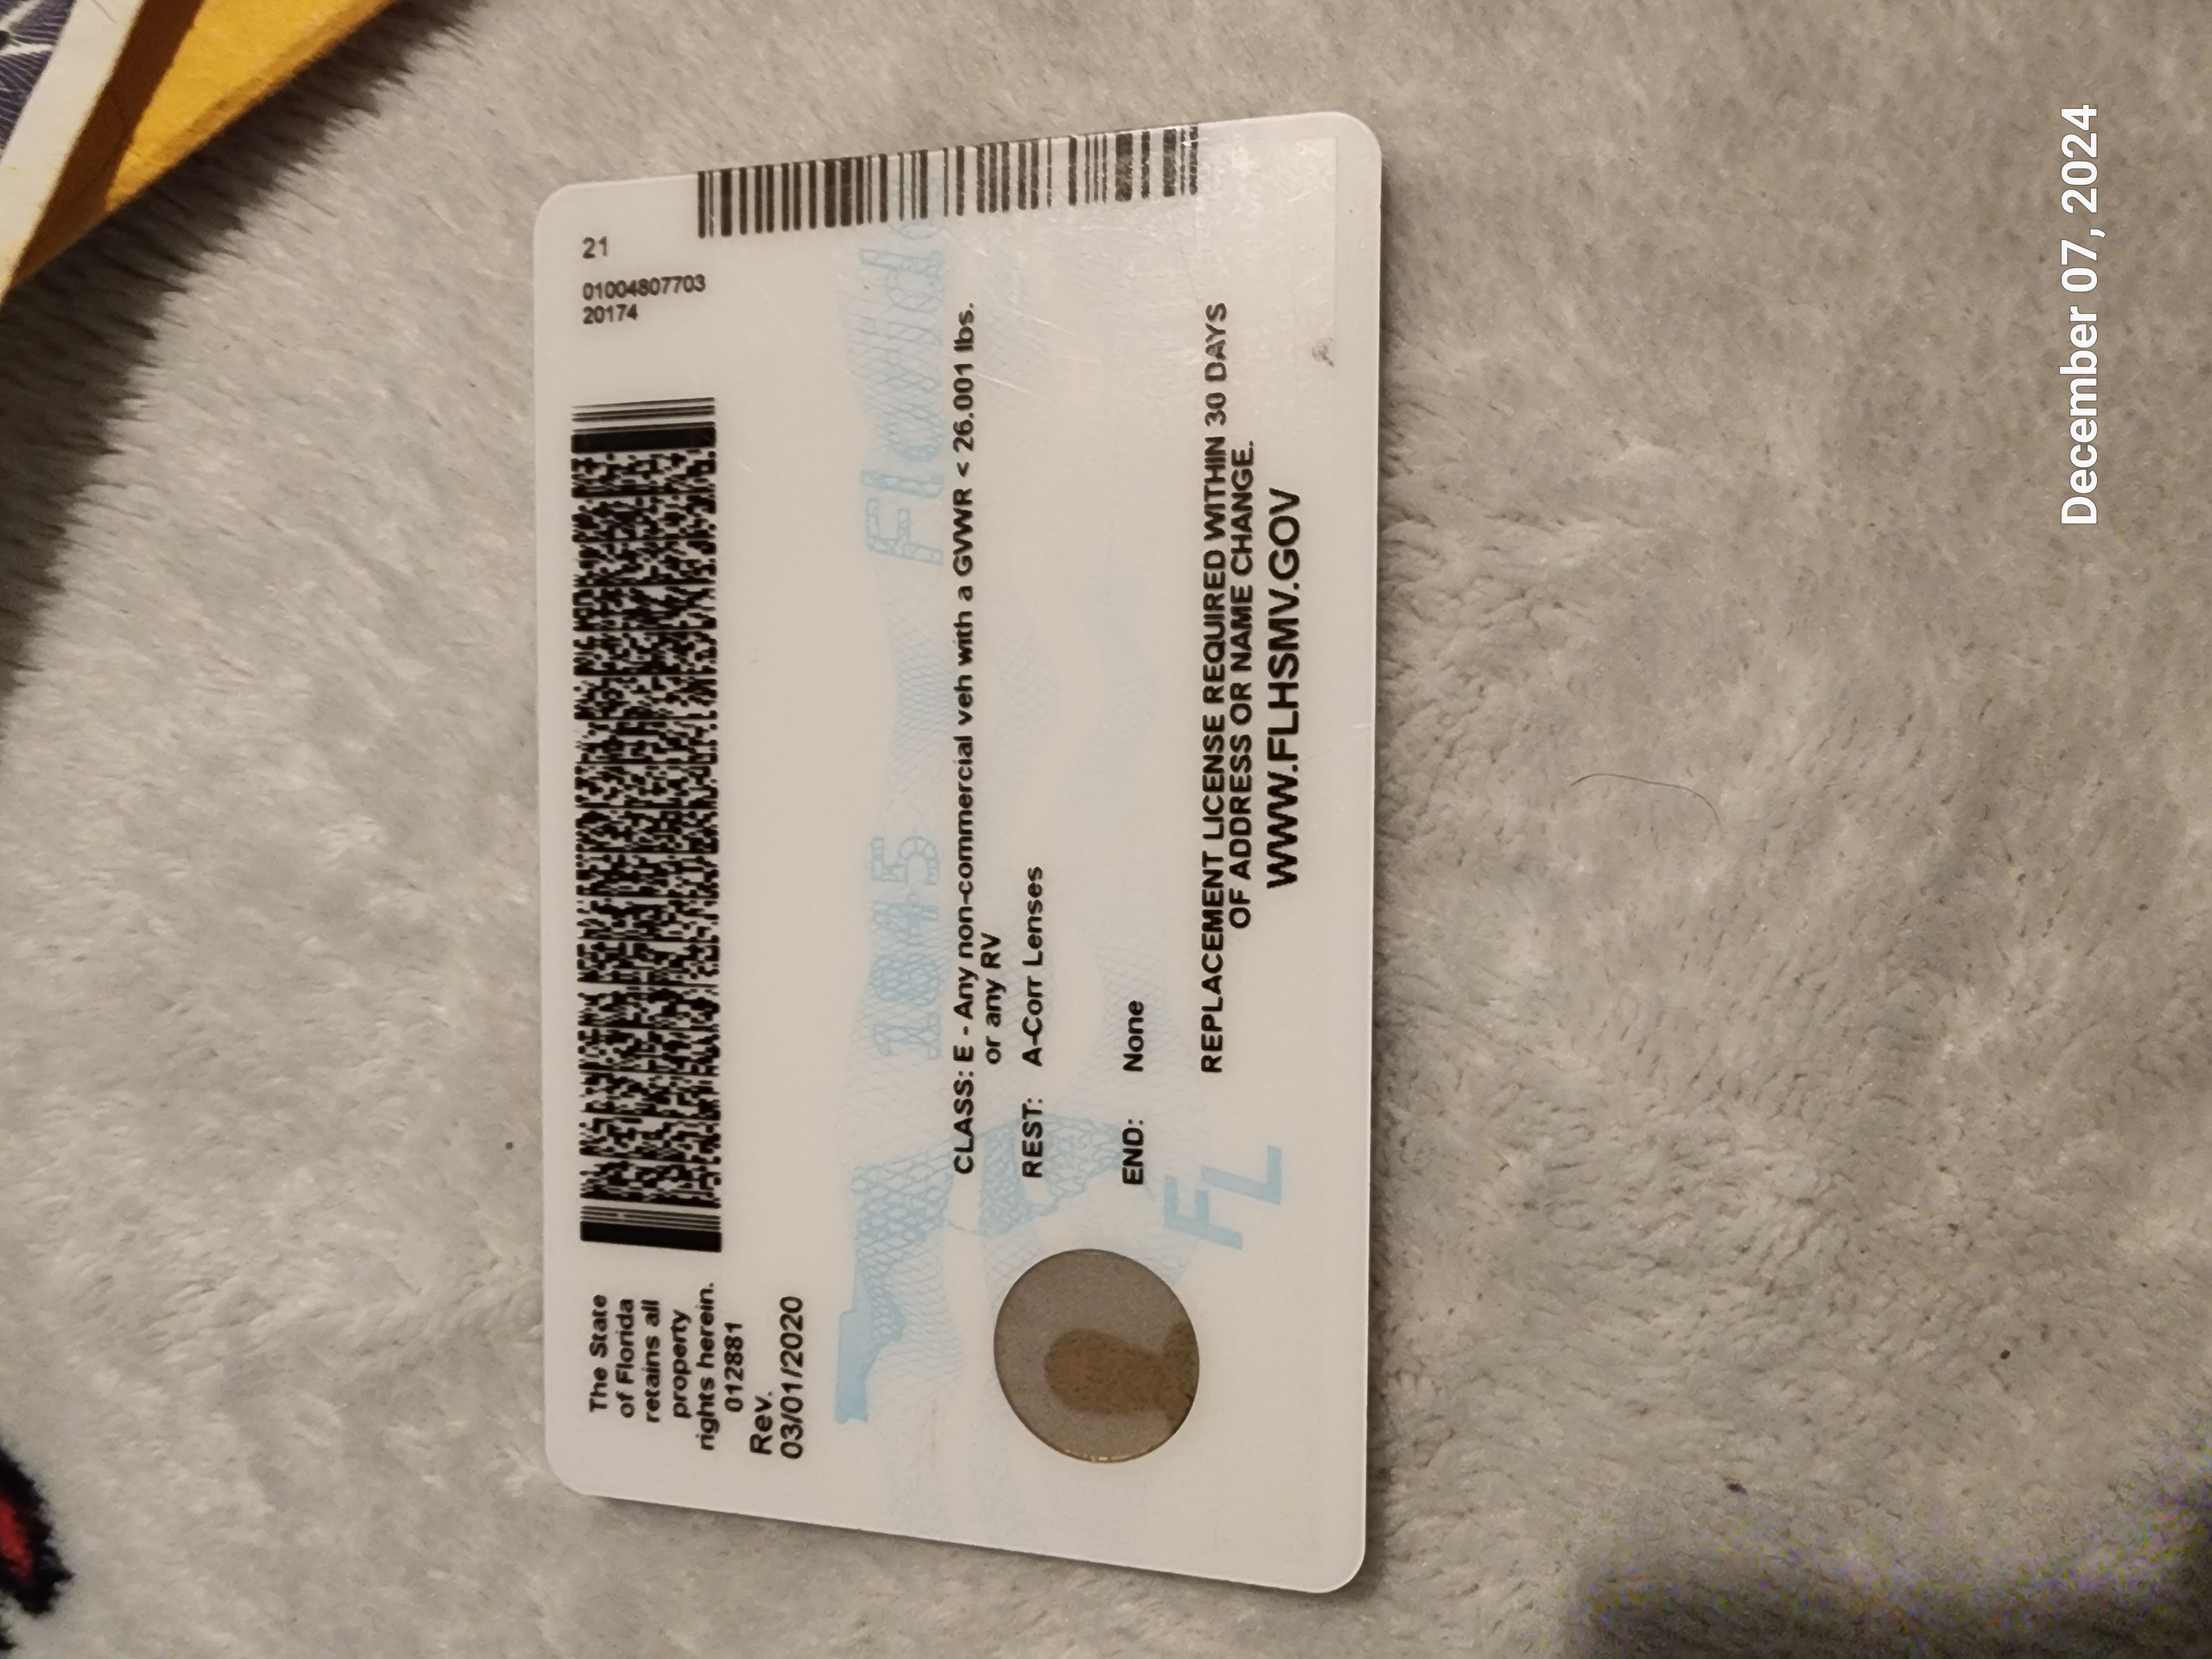 The State
of Florida
retains all
property
rights herein.
012881
Rev.
03/01/2020
21
0100480770703
20174
1845
Florida
CLASS: E - Any non-commercial veh with a GVWR < 26.001 lbs.
or any RV
REST: A-Corr Lenses
END: None
FL
REPLACEMENT LICENSE REQUIRED WITHIN 30 DAYS
OF ADDRESS OR NAME CHANGE.
WWW.FLHSMV.GOV
December 07, 2024